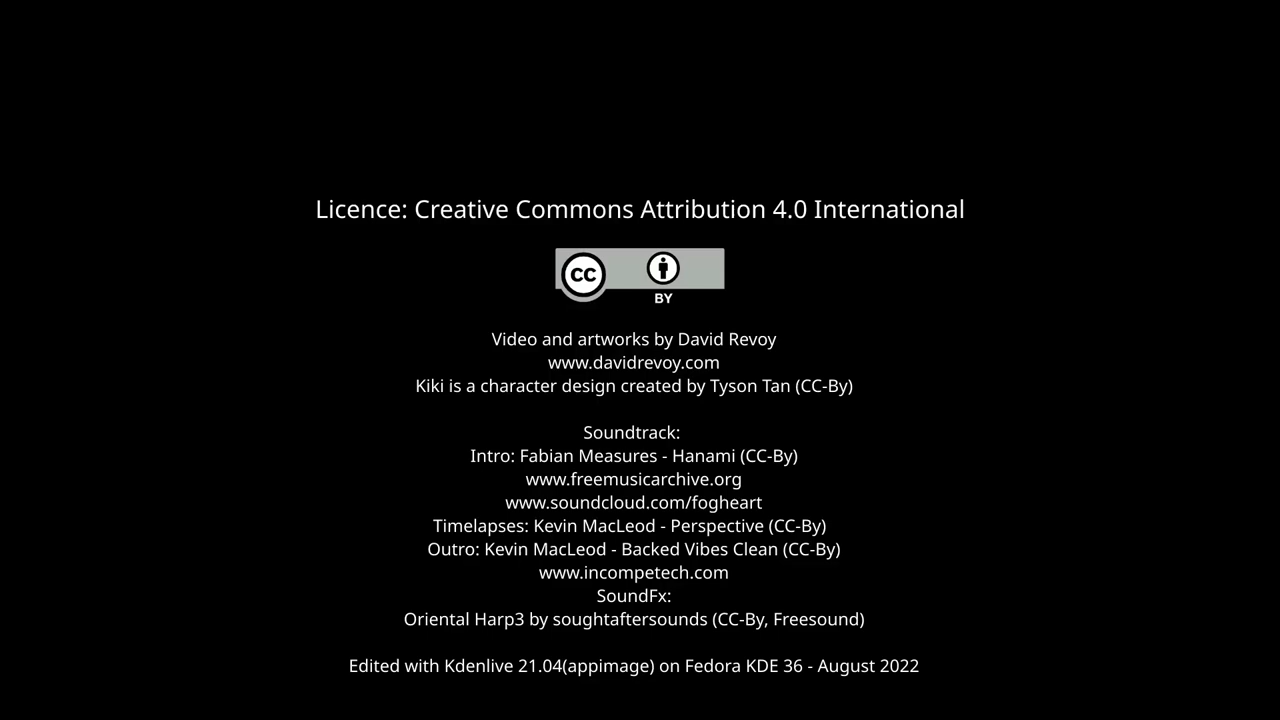 Licence: Creative Commons Attribution 4.0 International
cc
BY
Video and artworks by David Revoy
www.davidrevoy.com
Kiki is a character design created by Tyson Tan (CC-By)
Soundtrack:
Intro: Fabian Measures - Hanami (CC-By)
www.freemusicarchive.org
www.soundcloud.com/fogheart
Timelapses: Kevin MacLeod - Perspective (CC-By)
Outro: Kevin MacLeod - Backed Vibes Clean (CC-By)
www.incompetech.com
SoundFx:
Oriental Harp3 by soughtaftersounds (CC-By, Freesound)
Edited with Kdenlive 21.04(appimage) on Fedora KDE 36 - August 2022